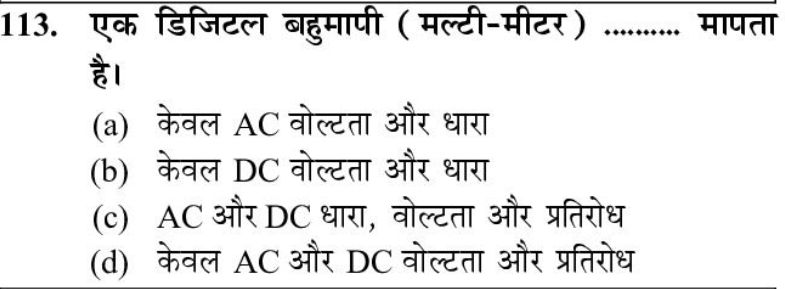 113. एक डिजिटल बहुमापी ( मल्टी-मीटर ) .......... मापता
है।
(a) केवल AC वोल्टता और धारा
(b) केवल DC वोल्टता और धारा
(c) AC और DC धारा, वोल्टता और प्रतिरोध
(d) केवल AC और DC वोल्टता और प्रतिरोध